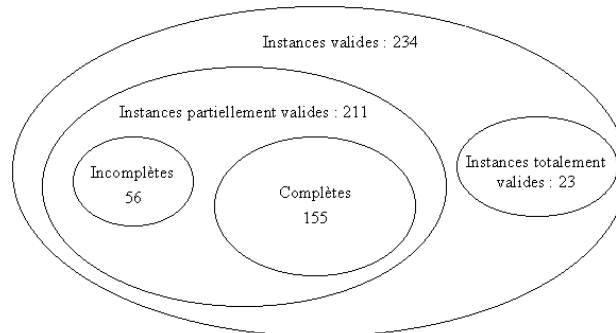 Instances valides : 234
Instances partiellement valides : 211
Incomplètes
56
Complètes
155
Instances totalement
valides : 23